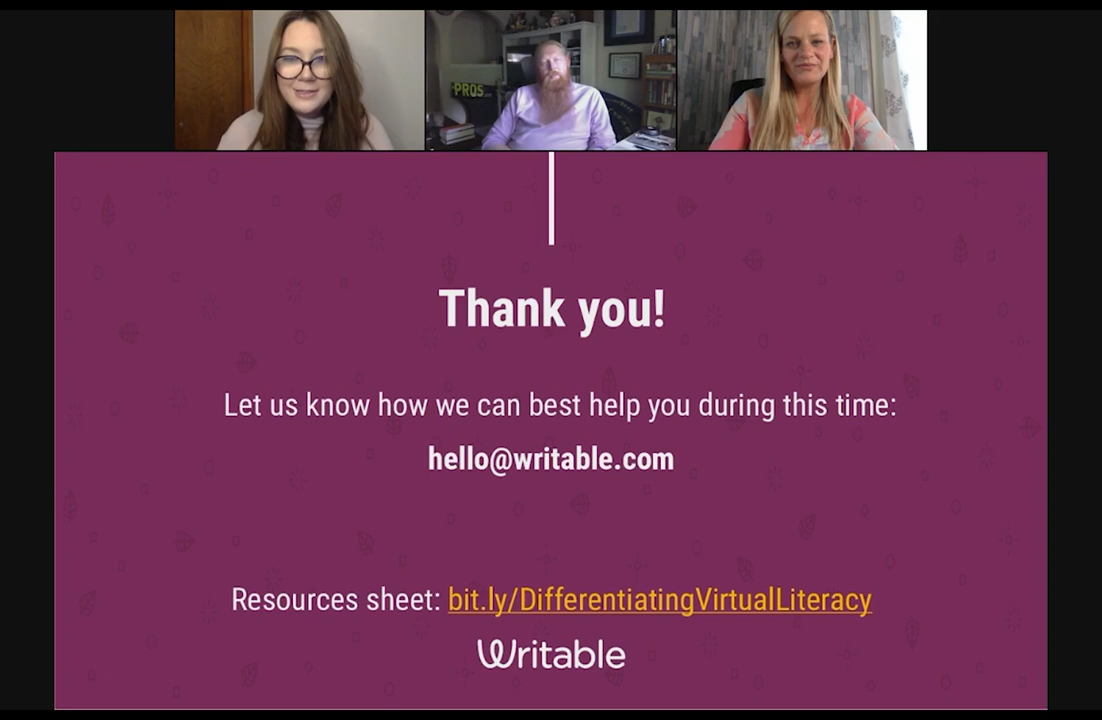 PROS
Thank you!
Let us know how we can best help you during this time:
hello@writable.com
Resources sheet: bit.ly/DifferentiatingVirtualLiteracy
Writable